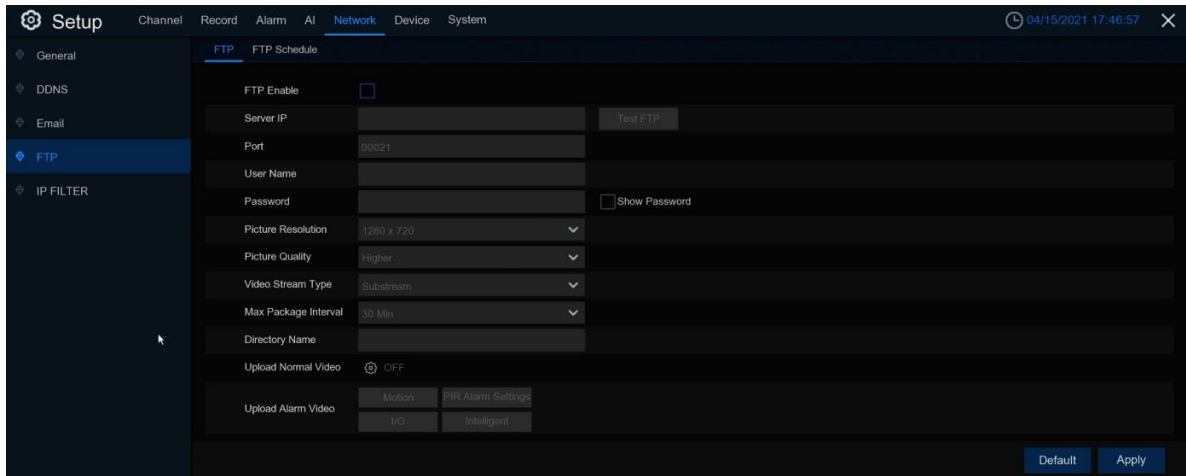 Setup Channel Record Alarm AI Network Device System 04/15/2021 17:46:57
General
DDNS
Email
FTP
IP FILTER
FTP FTP Schedule
FTP Enable
Server IP Test FTP
Port 00021
User Name
Password Show Password
Picture Resolution 1280 x 720
Picture Quality Higher
Video Stream Type Substream
Max Package Interval 30 Min
Directory Name
Upload Normal Video OFF
Upload Alarm Video
Motion PIR Alarm Settings
I/O Intelligent
Default Apply